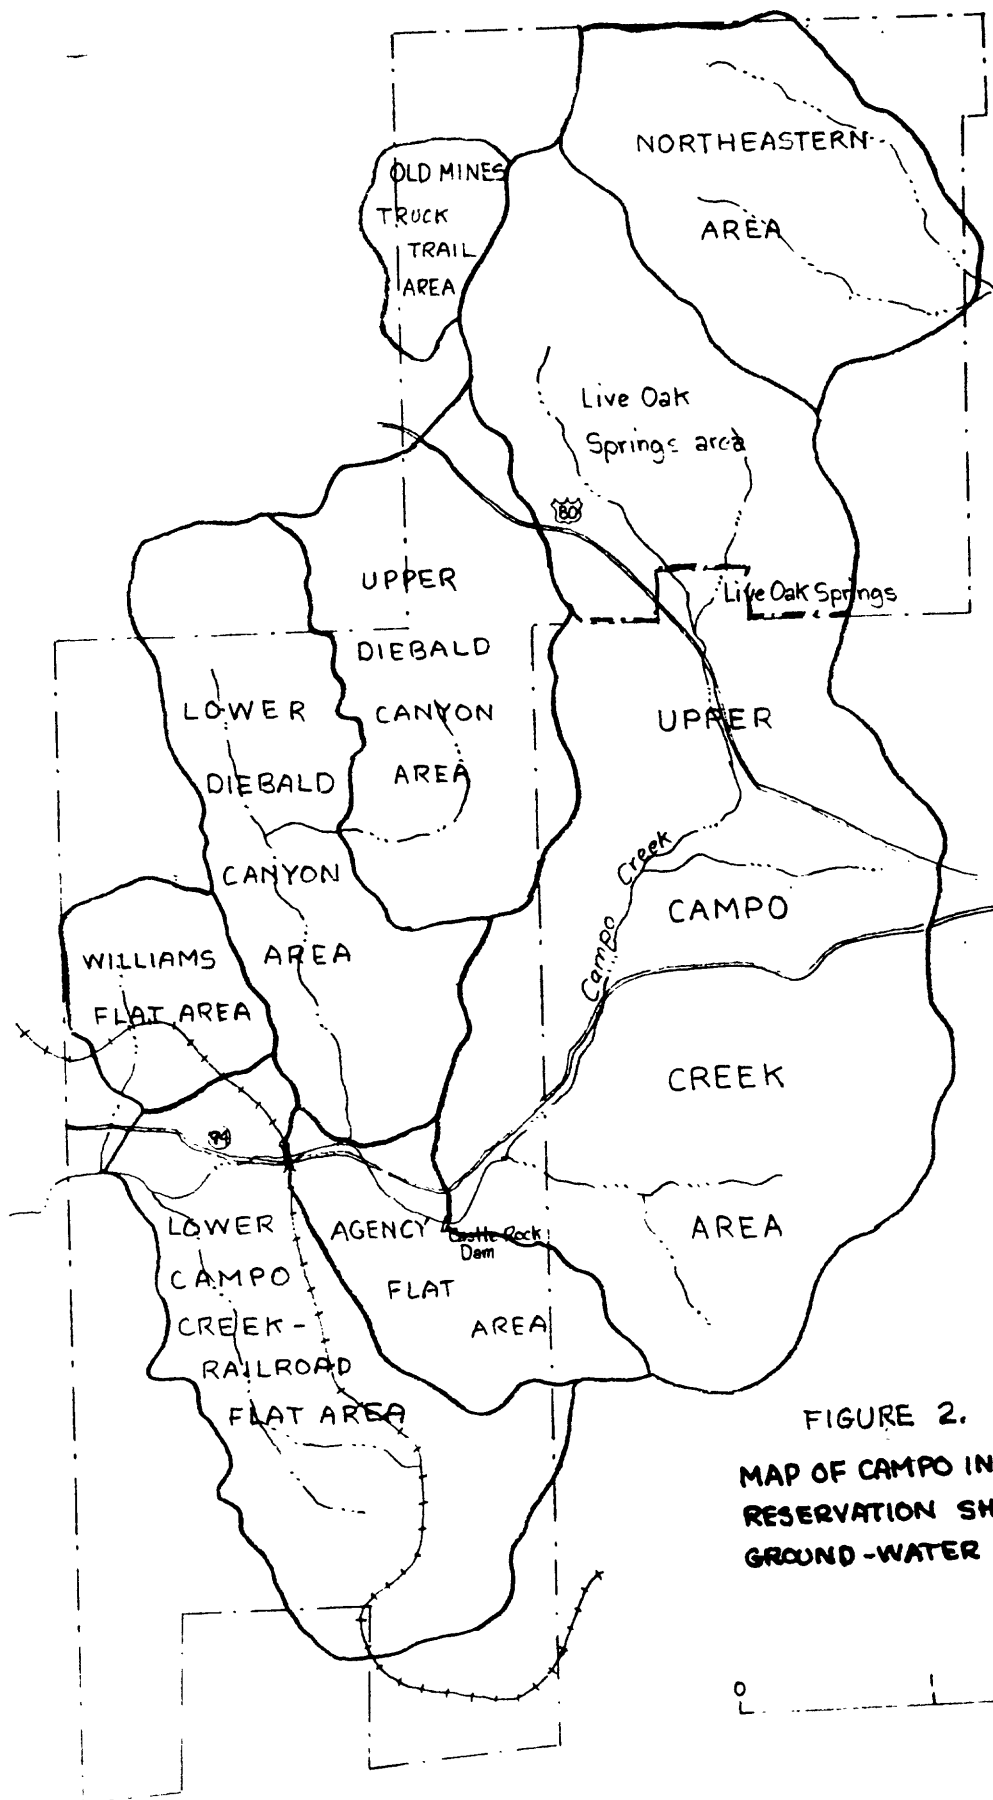 NORTHEASTERN
AREA
OLD MINES
TRUCK
TRAIL
AREA
Live Oak
Springs area
80
Live Oak Springs
UPPER
DIEBALD
CANYON
AREA
LOWER
DIEBALD
CANYON
AREA
UPPER
CAMPO
CREEK
AREA
Campo Creek
WILLIAMS
FLAT AREA
94
LOWER
CAMPO
CREEK-
RAILROAD
FLAT AREA
AGENCY
FLAT
AREA
Castle Rock
Dam
FIGURE 2.
MAP OF CAMPO IN
RESERVATION SH
GROUND-WATER
0
1